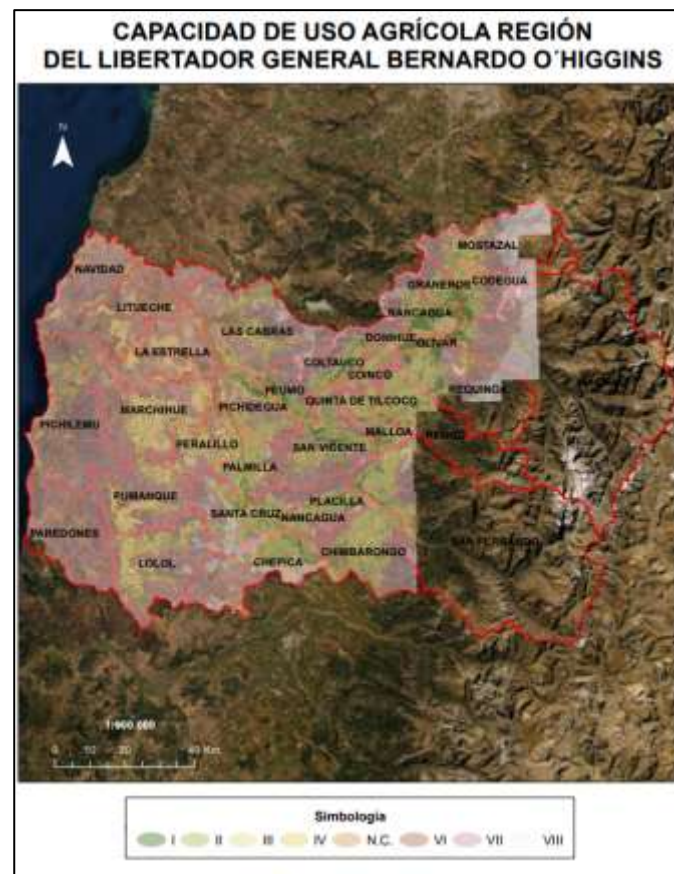 CAPACIDAD DE USO AGRÍCOLA REGIÓN
DEL LIBERTADOR GENERAL BERNARDO O´HIGGINS
N
MOSTAZAL
NAVIDAD
GRANEROS
CODEGUA
LITUECHE
RANCAGUA
LAS CABRAS
DOÑIHUE
OLIVAR
LA ESTRELLA
COLTAUCO
COINCO
PEUMO
REQUINOA
MARCHIHUE
PICHIDEGUA
QUINTA DE TILCOCO
PICHILEMU
MALLOA
RENGO
PERALILLO
SAN VICENTE
PALMILLA
PUMANQUE
PLACILLA
SANTA CRUZ
NANCAGUA
PAREDONES
SAN FERNANDO
CHIMBARONGO
LOLOL
CHEPICA
1:900.000
0 10 20 40 Km
Simbología
I II III IV N.C. VI VII VIII